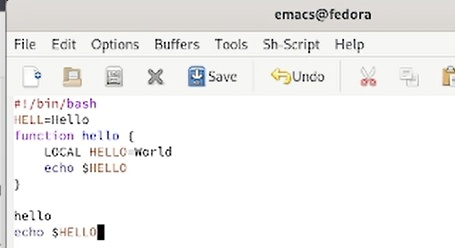 emacs@fedora
File Edit Options Buffers Tools Sh-Script Help
Save Undo
#!/bin/bash
HELL=Hello
function hello {
    LOCAL HELLO=World
    echo $HELLO
}
hello
echo $HELLO